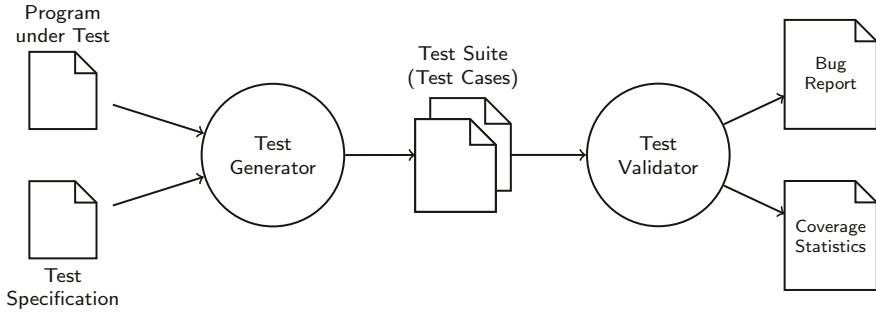 Program
under Test
Test
Specification
Test
Generator
Test Suite
(Test Cases)
Test
Validator
Bug
Report
Coverage
Statistics